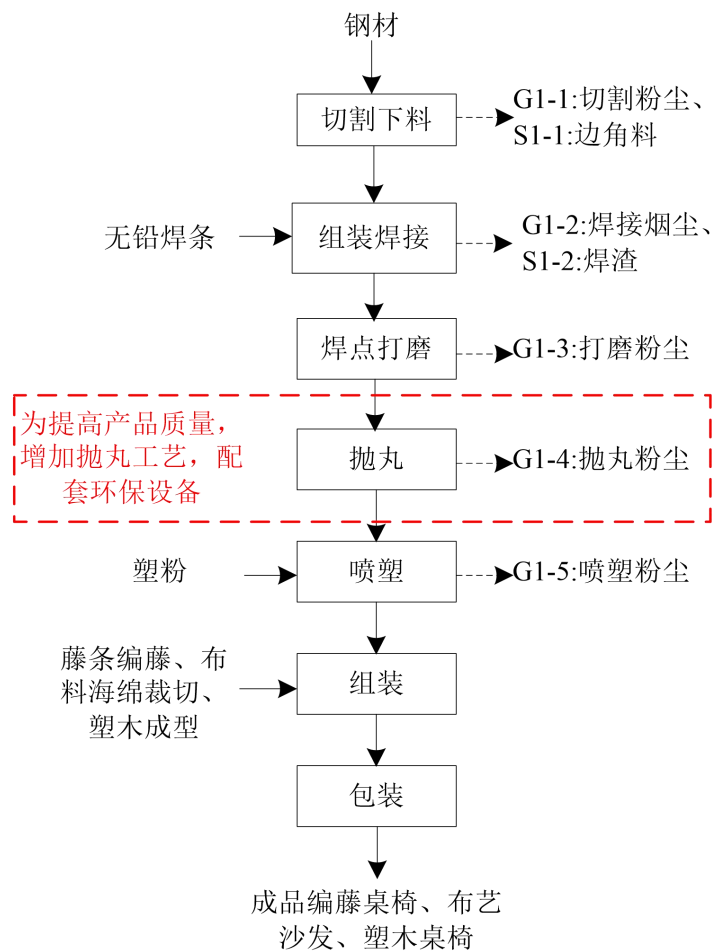 钢材
切割下料
G1-1:切割粉尘、
S1-1:边角料
无铅焊条
组装焊接
G1-2:焊接烟尘、
S1-2:焊渣
焊点打磨
G1-3:打磨粉尘
为提高产品质量，
增加抛丸工艺，配
套环保设备
抛丸
G1-4:抛丸粉尘
塑粉
喷塑
G1-5:喷塑粉尘
藤条编藤、布
料海绵裁切、
塑木成型
组装
包装
成品编藤桌椅、布艺
沙发、塑木桌椅